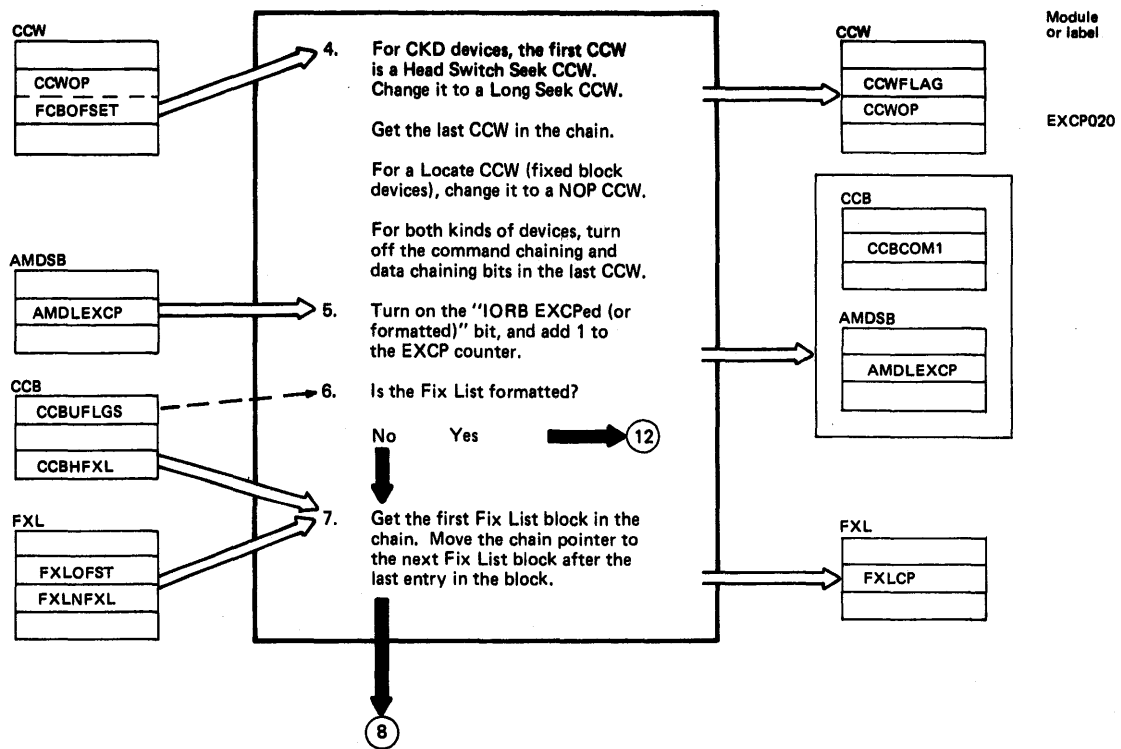 CCW
CCWOP
FCBOFSET
AMDSB
AMDLEXCP
CCB
CCBUFLGS
CCBHFXL
FXL
FXLOFST
FXLNFXL
4. For CKD devices, the first CCW
is a Head Switch Seek CCW.
Change it to a Long Seek CCW.
Get the last CCW in the chain.
For a Locate CCW (fixed block
devices), change it to a NOP CCW.
For both kinds of devices, turn
off the command chaining and
data chaining bits in the last CCW.
5. Turn on the "IORB EXCPed (or
formatted)" bit, and add 1 to
the EXCP counter.
6. Is the Fix List formatted?
No Yes 12
7. Get the first Fix List block in the
chain. Move the chain pointer to
the next Fix List block after the
last entry in the block.
8
CCW
CCWFLAG
CCWOP
CCB
CCBCOM1
AMDSB
AMDLEXCP
FXL
FXLCP
Module
or label
EXCP020